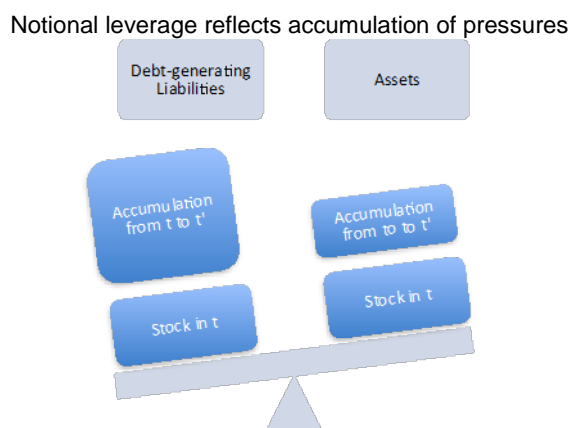 Notional leverage reflects accumulation of pressures
Debt-generating
Liabilities
Assets
Accumulation
from t to t'
Accumulation
from to to t'
Stock in t
Stock in t